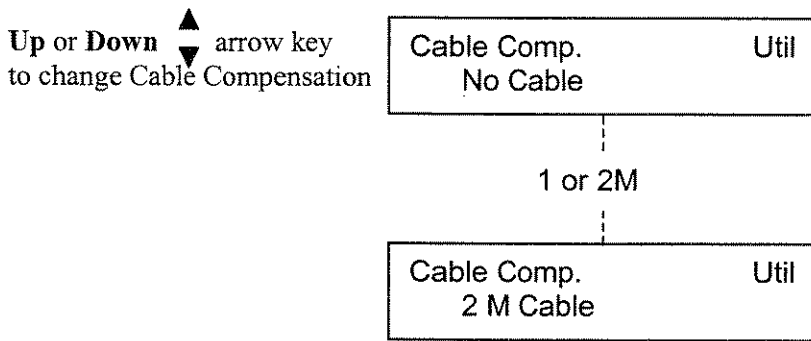 Up or Down ▲▼ arrow key
to change Cable Compensation
Cable Comp. Util
No Cable
1 or 2M
Cable Comp. Util
2 M Cable